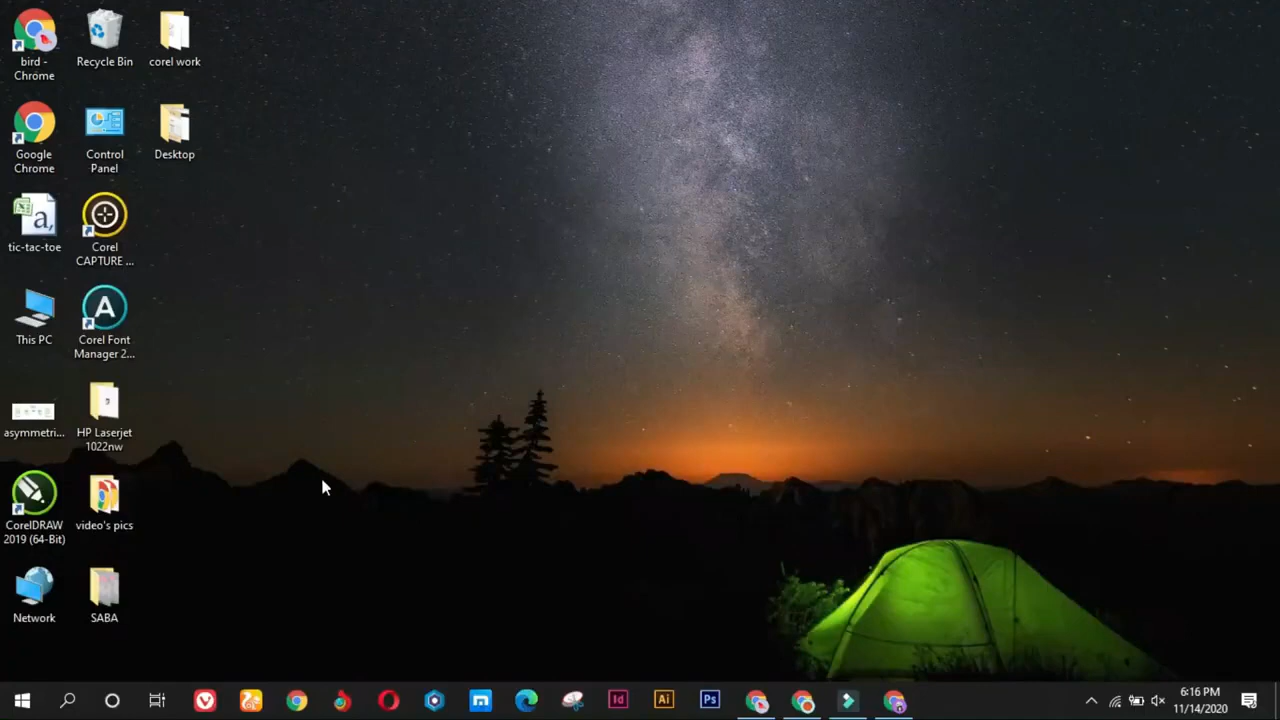 bird -
Chrome
Recycle Bin
corel work
Google
Chrome
Control
Panel
Desktop
tic-tac-toe
Corel
CAPTURE ...
This PC
Corel Font
Manager 2...
asymmetri...
HP Laserjet
1022nw
CorelDRAW
2019 (64-Bit)
video's pics
Network
SABA
Id
Ai
Ps
6:16 PM
11/14/2020